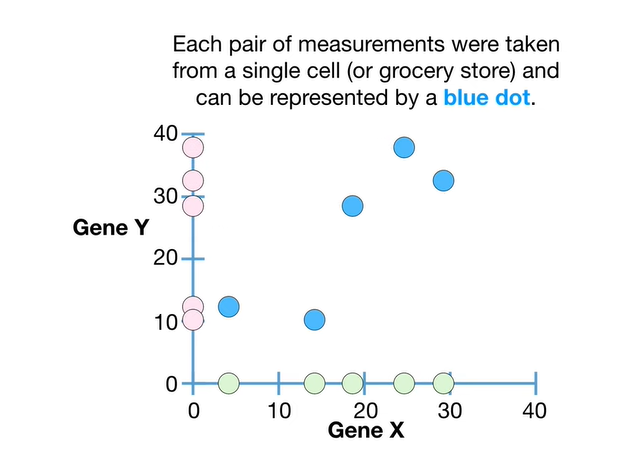 Each pair of measurements were taken
from a single cell (or grocery store) and
can be represented by a blue dot.
40
30
Gene Y
20
10
0
0 10 20 30 40
Gene X